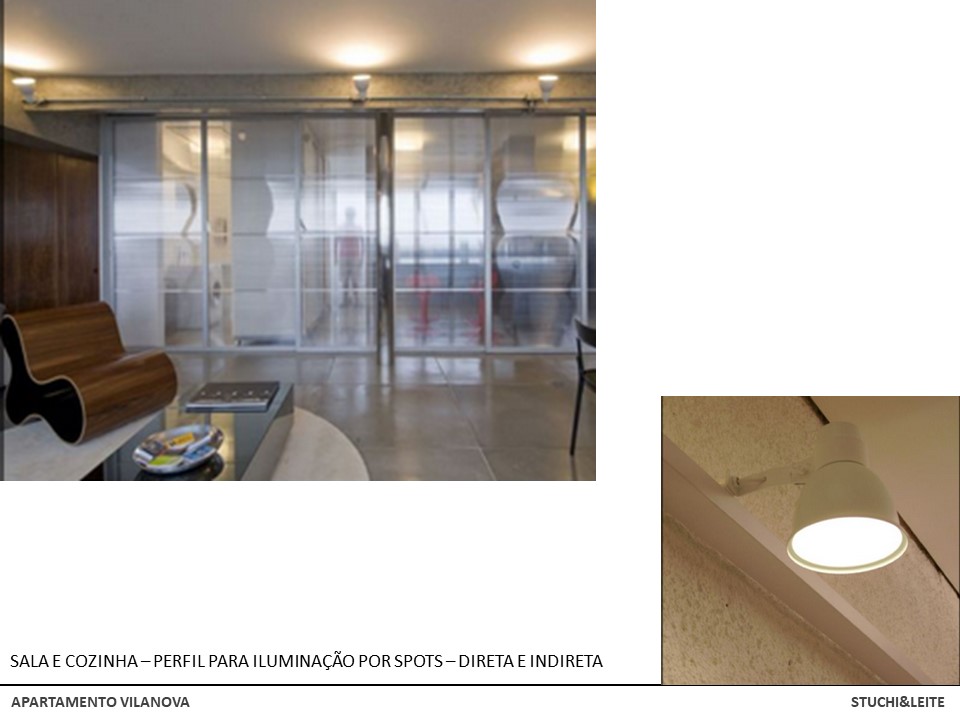 SALA E COZINHA – PERFIL PARA ILUMINAÇÃO POR SPOTS – DIRETA E INDIRETA
APARTAMENTO VILANOVA
STUCHI&LEITE